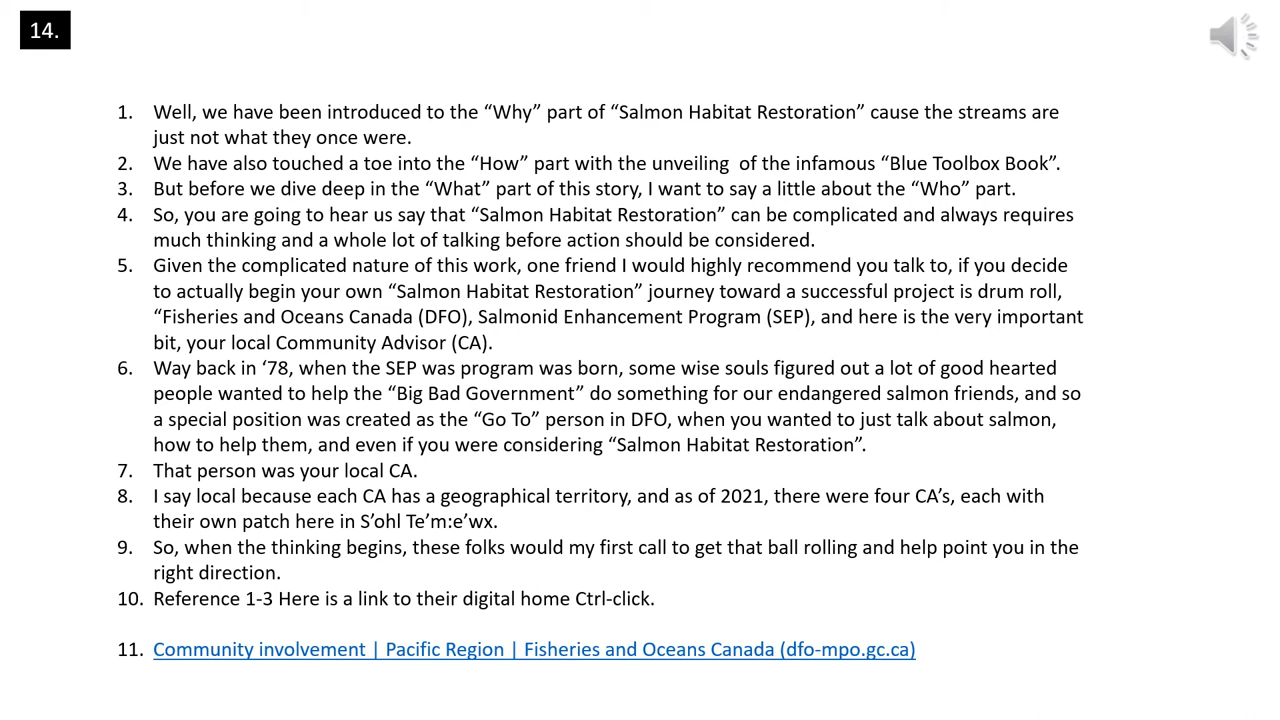 14.
1. Well, we have been introduced to the “Why” part of “Salmon Habitat Restoration” cause the streams are
just not what they once were.
2. We have also touched a toe into the “How” part with the unveiling  of the infamous “Blue Toolbox Book”.
3. But before we dive deep in the “What” part of this story, I want to say a little about the “Who” part.
4. So, you are going to hear us say that “Salmon Habitat Restoration” can be complicated and always requires
much thinking and a whole lot of talking before action should be considered.
5. Given the complicated nature of this work, one friend I would highly recommend you talk to, if you decide
to actually begin your own “Salmon Habitat Restoration” journey toward a successful project is drum roll,
“Fisheries and Oceans Canada (DFO), Salmonid Enhancement Program (SEP), and here is the very important
bit, your local Community Advisor (CA).
6. Way back in ‘78, when the SEP was program was born, some wise souls figured out a lot of good hearted
people wanted to help the “Big Bad Government” do something for our endangered salmon friends, and so
a special position was created as the “Go To” person in DFO, when you wanted to just talk about salmon,
how to help them, and even if you were considering “Salmon Habitat Restoration”.
7. That person was your local CA.
8. I say local because each CA has a geographical territory, and as of 2021, there were four CA’s, each with
their own patch here in S’ohl Te’m:e’wx.
9. So, when the thinking begins, these folks would my first call to get that ball rolling and help point you in the
right direction.
10. Reference 1-3 Here is a link to their digital home Ctrl-click.
11. Community involvement | Pacific Region | Fisheries and Oceans Canada (dfo-mpo.gc.ca)